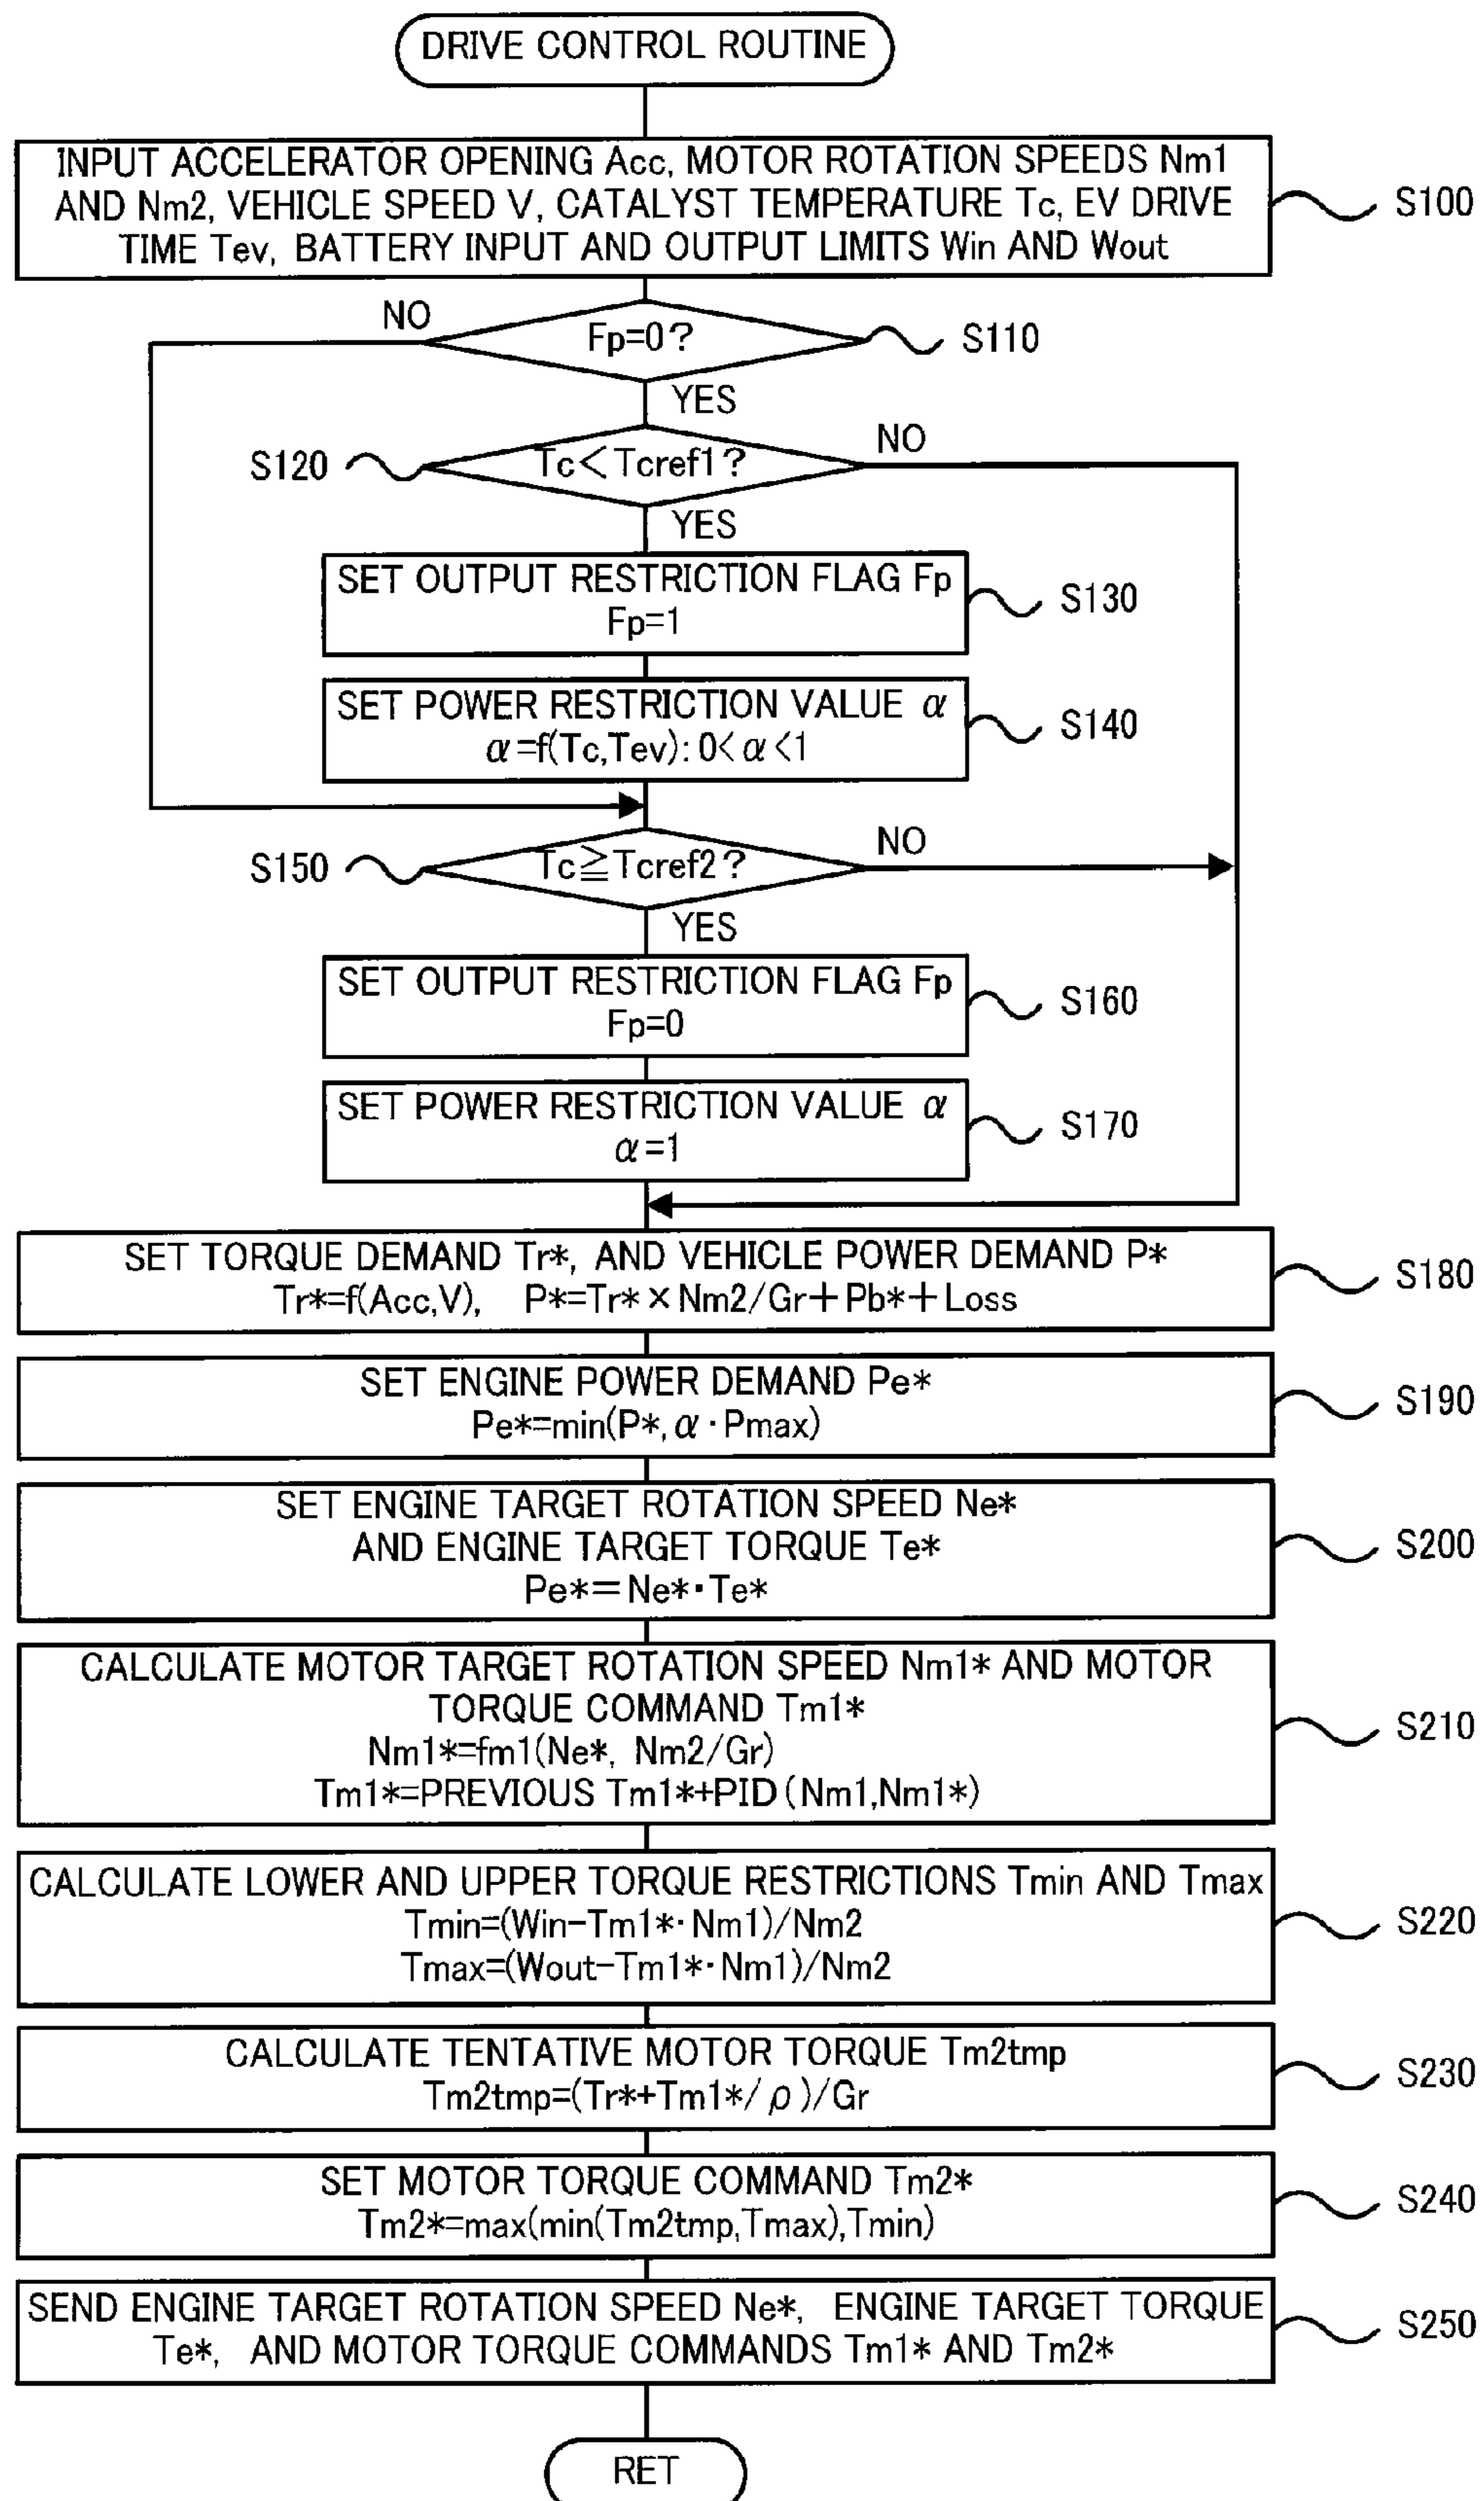 DRIVE CONTROL ROUTINE
INPUT ACCELERATOR OPENING Acc, MOTOR ROTATION SPEEDS Nm1
AND Nm2, VEHICLE SPEED V, CATALYST TEMPERATURE Tc, EV DRIVE
TIME Tev, BATTERY INPUT AND OUTPUT LIMITS Win AND Wout
S100
NO
Fp=0?
S110
YES
S120
Tc<Tcref1?
NO
YES
SET OUTPUT RESTRICTION FLAG Fp
Fp=1
S130
SET POWER RESTRICTION VALUE α
α=f(Tc,Tev):0<α<1
S140
S150
Tc≧Tcref2?
NO
YES
SET OUTPUT RESTRICTION FLAG Fp
Fp=0
S160
SET POWER RESTRICTION VALUE α
α=1
S170
SET TORQUE DEMAND Tr*, AND VEHICLE POWER DEMAND P*
Tr*=f(Acc,V), P*=Tr*×Nm2/Gr+Pb*+Loss
S180
SET ENGINE POWER DEMAND Pe*
Pe*=min(P*,α·Pmax)
S190
SET ENGINE TARGET ROTATION SPEED Ne*
AND ENGINE TARGET TORQUE Te*
Pe*=Ne*·Te*
S200
CALCULATE MOTOR TARGET ROTATION SPEED Nm1* AND MOTOR
TORQUE COMMAND Tm1*
Nm1*=fm1(Ne*, Nm2/Gr)
Tm1*=PREVIOUS Tm1*+PID(Nm1,Nm1*)
S210
CALCULATE LOWER AND UPPER TORQUE RESTRICTIONS Tmin AND Tmax
Tmin=(Win-Tm1*·Nm1)/Nm2
Tmax=(Wout-Tm1*·Nm1)/Nm2
S220
CALCULATE TENTATIVE MOTOR TORQUE Tm2tmp
Tm2tmp=(Tr*+Tm1*/ρ)/Gr
S230
SET MOTOR TORQUE COMMAND Tm2*
Tm2*=max(min(Tm2tmp,Tmax),Tmin)
S240
SEND ENGINE TARGET ROTATION SPEED Ne*, ENGINE TARGET TORQUE
Te*, AND MOTOR TORQUE COMMANDS Tm1* AND Tm2*
S250
RET